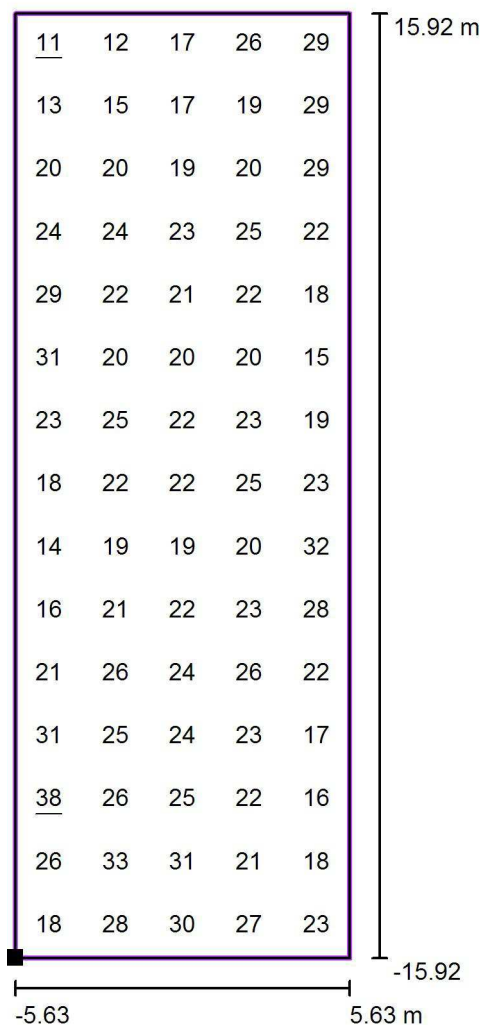 15.92 m
11 12 17 26 29
13 15 17 19 29
20 20 19 20 29
24 24 23 25 22
29 22 21 22 18
31 20 20 20 15
23 25 22 23 19
18 22 22 25 23
14 19 19 20 32
16 21 22 23 28
21 26 24 26 22
31 25 24 23 17
38 26 25 22 16
26 33 31 21 18
18 28 30 27 23
-15.92
-5.63 5.63 m